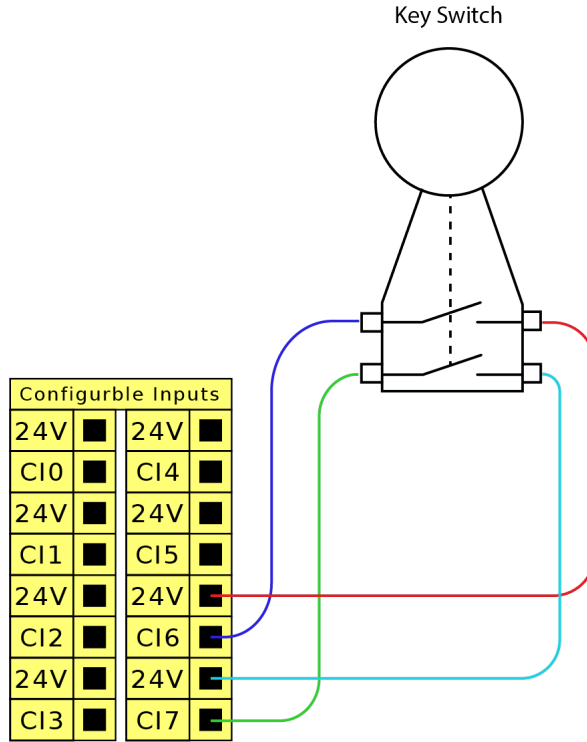 Key Switch
Configurble Inputs
24V 24V
CI0 CI4
24V 24V
CI1 CI5
24V 24V
CI2 CI6
24V 24V
CI3 CI7